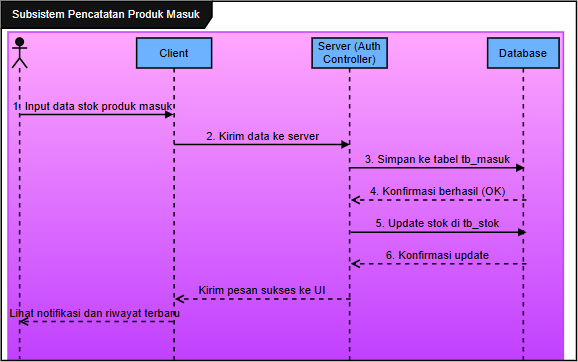 Subsistem Pencatatan Produk Masuk
Client
Server (Auth
Controller)
Database
1. Input data stok produk masuk
2. Kirim data ke server
3. Simpan ke tabel tb_masuk
4. Konfirmasi berhasil (OK)
5. Update stok di tb_stok
6. Konfirmasi update
Kirim pesan sukses ke UI
Lihat notifikasi dan riwayat terbaru